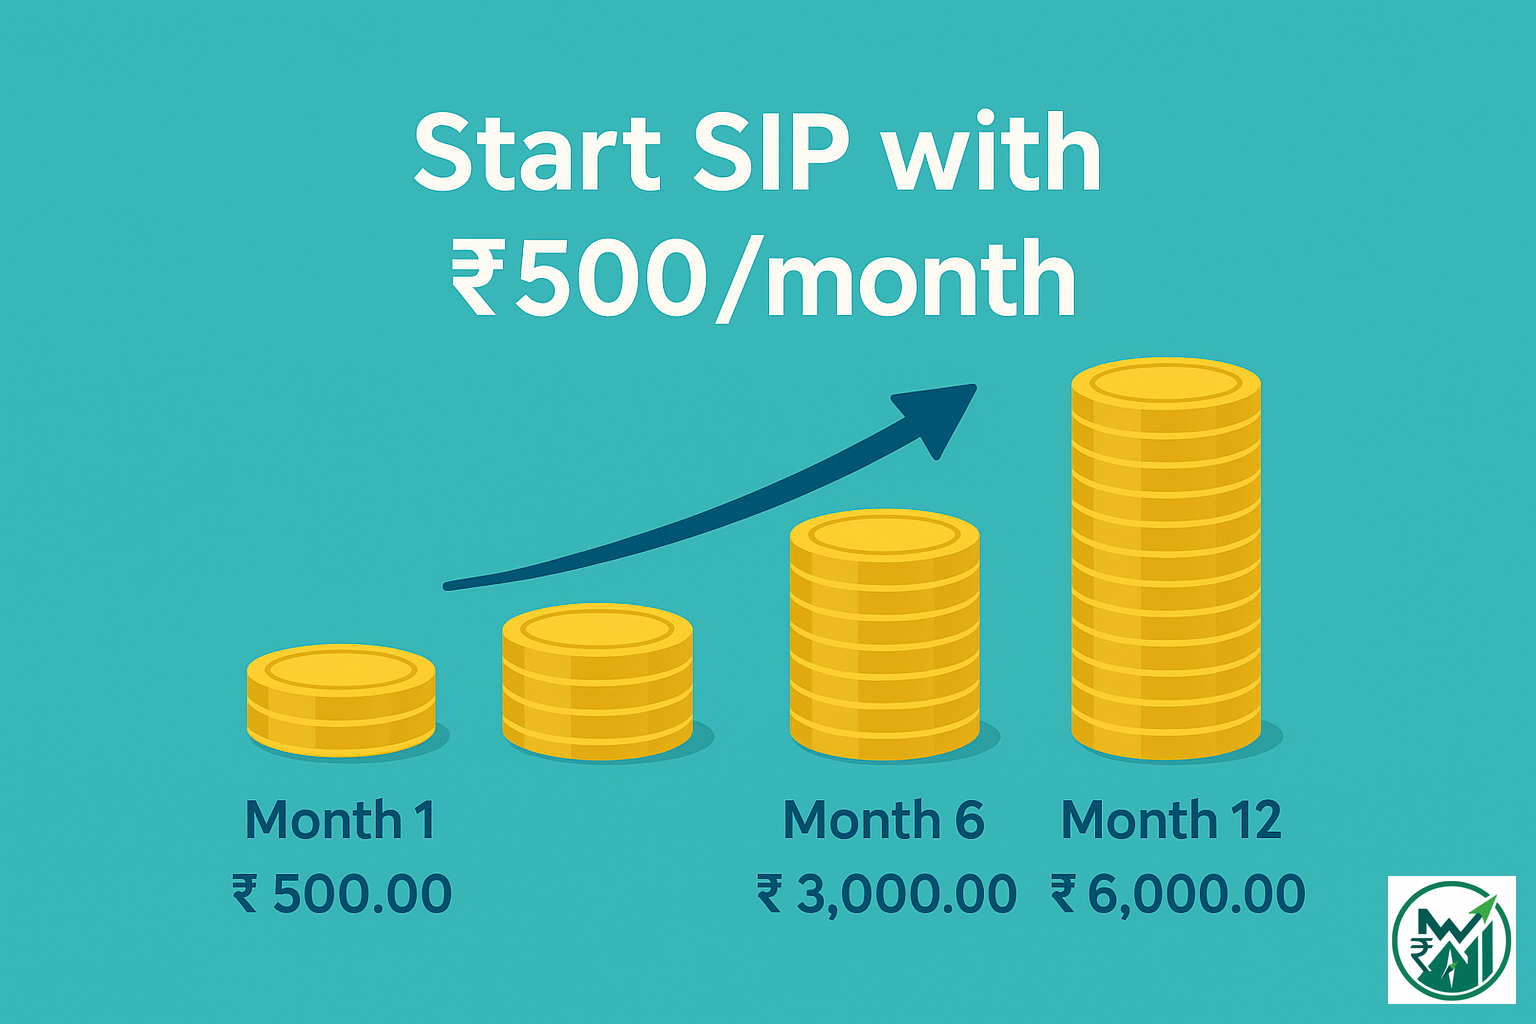 Start SIP with
₹500/month
Month 1
₹ 500.00
Month 6
₹ 3,000.00
Month 12
₹ 6,000.00